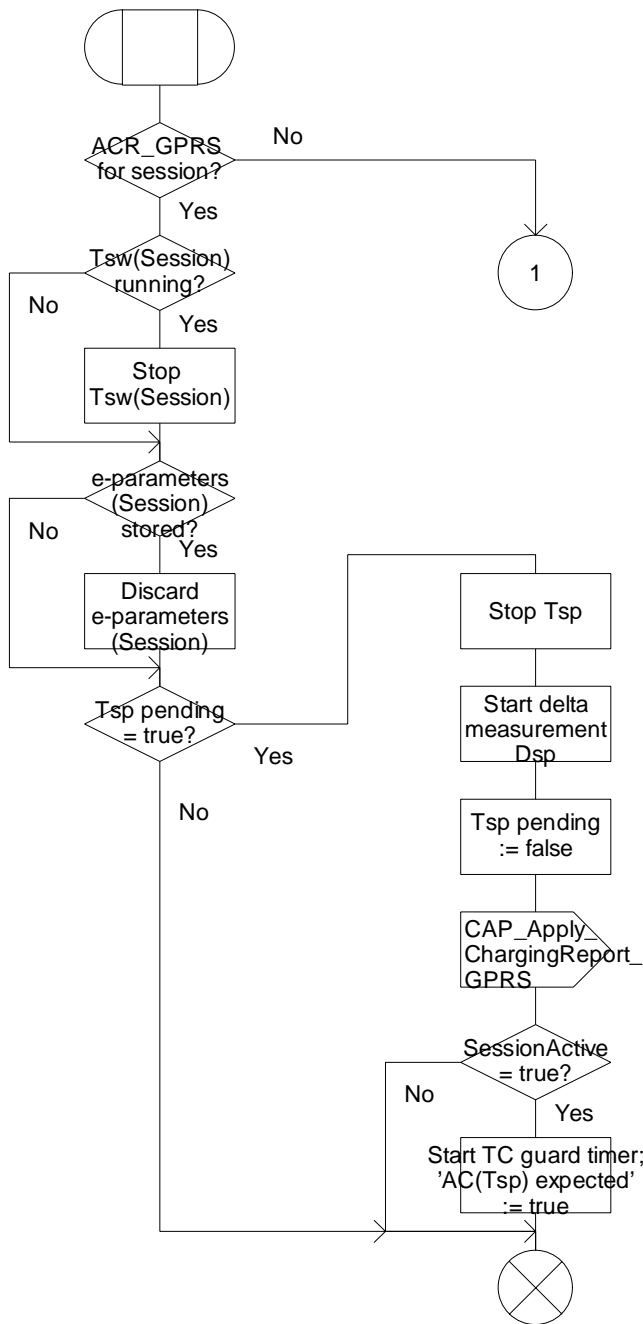 ACR_GPRS
for session?
No
Yes
1
Tsw(Session)
running?
No
Yes
Stop
Tsw(Session)
e-parameters
(Session)
stored?
No
Yes
Discard
e-parameters
(Session)
Tsp pending
= true?
Yes
No
Stop Tsp
Start delta
measurement
Dsp
Tsp pending
:= false
CAP_Apply_
ChargingReport_
GPRS
SessionActive
= true?
No
Yes
Start TC guard timer;
’AC(Tsp) expected’
:= true